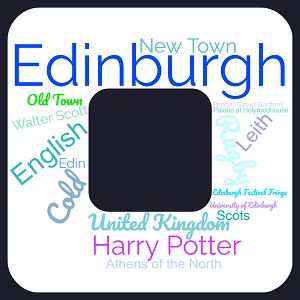 New Town
Edinburgh
Old Town
Princes Street Gardens
Palace of Holyroodhouse
Walter Scott
Rugby
Leith
English
Edin
Cold
Edinburgh Festival Fringe
University of Edinburgh
Scots
United Kingdom
Harry Potter
Athens of the North